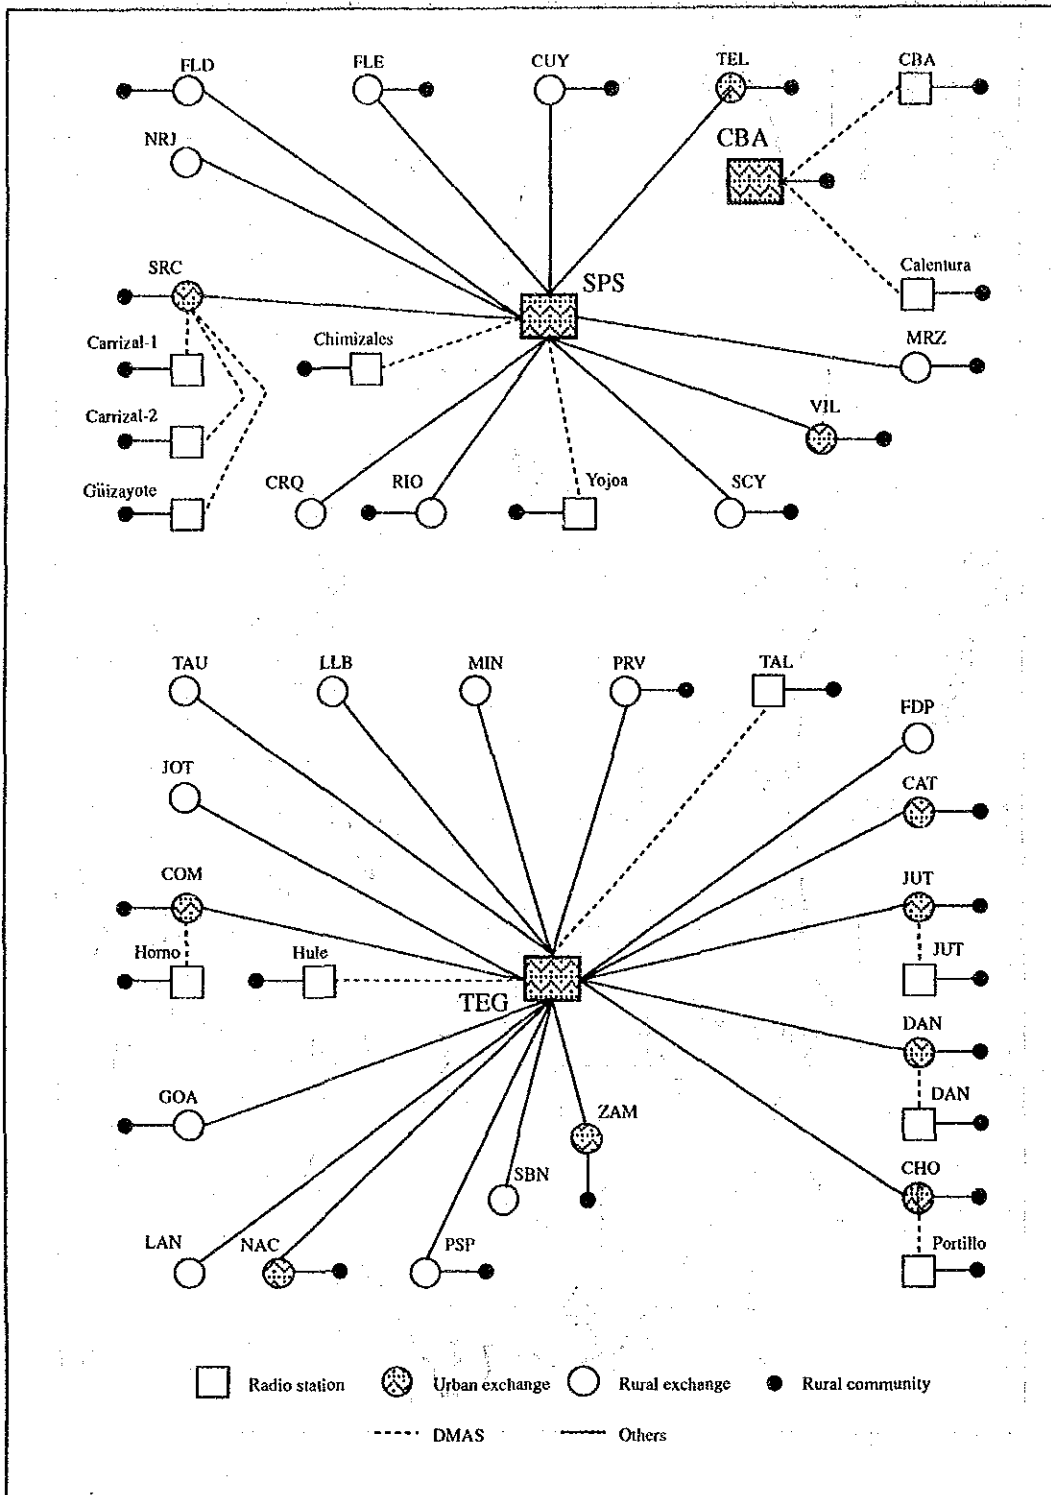 FLD
FLE
CUY
TEL
CBA
NRJ
CBA
SRC
SPS
Calentura
Carrizal-1
Chimizales
MRZ
Carrizal-2
VIL
Güizayote
CRQ
RIO
Yojoa
SCY
TAU
LLB
MIN
PRV
TAL
FDP
JOT
CAT
COM
JUT
Horno
Hule
JUT
TEG
DAN
GOA
ZAM
DAN
SBN
CHO
LAN
NAC
PSP
Portillo
Radio station
Urban exchange
Rural exchange
Rural community
DMAS
Others